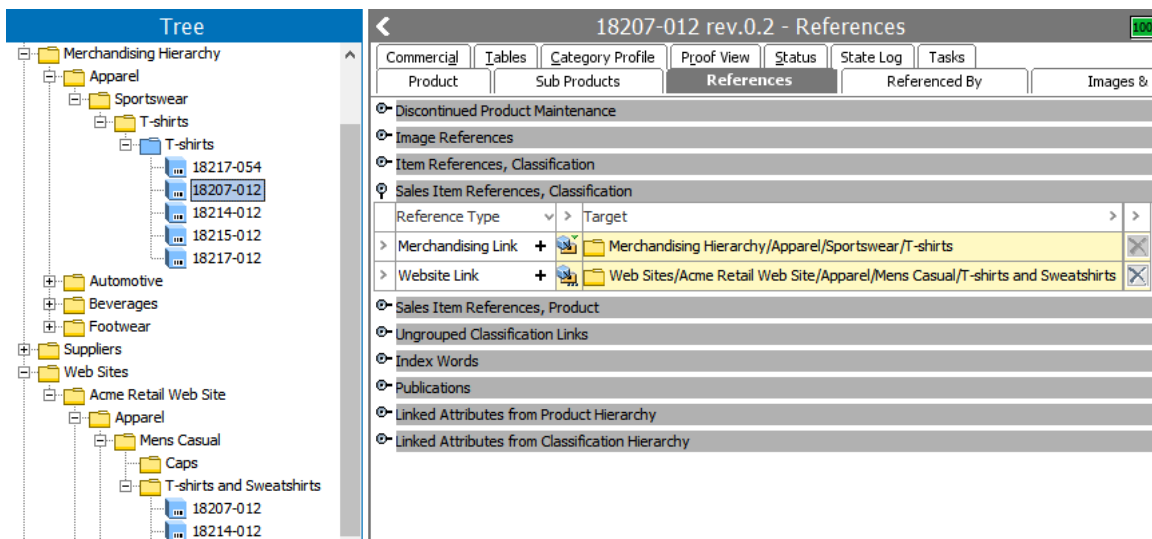 Tree
Merchandising Hierarchy
Apparel
Sportswear
T-shirts
T-shirts
18217-054
18207-012
18214-012
18215-012
18217-012
Automotive
Beverages
Footwear
Suppliers
Web Sites
Acme Retail Web Site
Apparel
Mens Casual
Caps
T-shirts and Sweatshirts
18207-012
18214-012
18207-012 rev.0.2 - References
100
Commercial Tables Category Profile Proof View Status State Log Tasks
Product Sub Products References Referenced By Images &
Discontinued Product Maintenance
Image References
Item References, Classification
Sales Item References, Classification
Reference Type > Target > >
> Merchandising Link + Merchandising Hierarchy/Apparel/Sportswear/T-shirts
> Website Link + Web Sites/Acme Retail Web Site/Apparel/Mens Casual/T-shirts and Sweatshirts
Sales Item References, Product
Ungrouped Classification Links
Index Words
Publications
Linked Attributes from Product Hierarchy
Linked Attributes from Classification Hierarchy